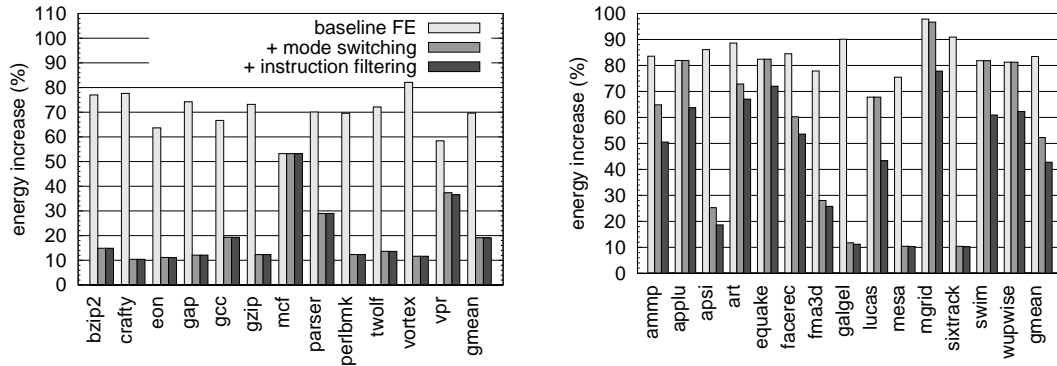 baseline FE
+ mode switching
+ instruction filtering
energy increase (%)
110
100
90
80
70
60
50
40
30
20
10
0
bzip2
crafty
eon
gap
gcc
gzip
mcf
parser
perlbmk
twolf
vortex
vpr
gmean
energy increase (%)
100
90
80
70
60
50
40
30
20
10
0
ammp
applu
apsi
art
equake
facerec
fma3d
galgel
lucas
mesa
mgrid
sixtrack
swim
wupwise
gmean